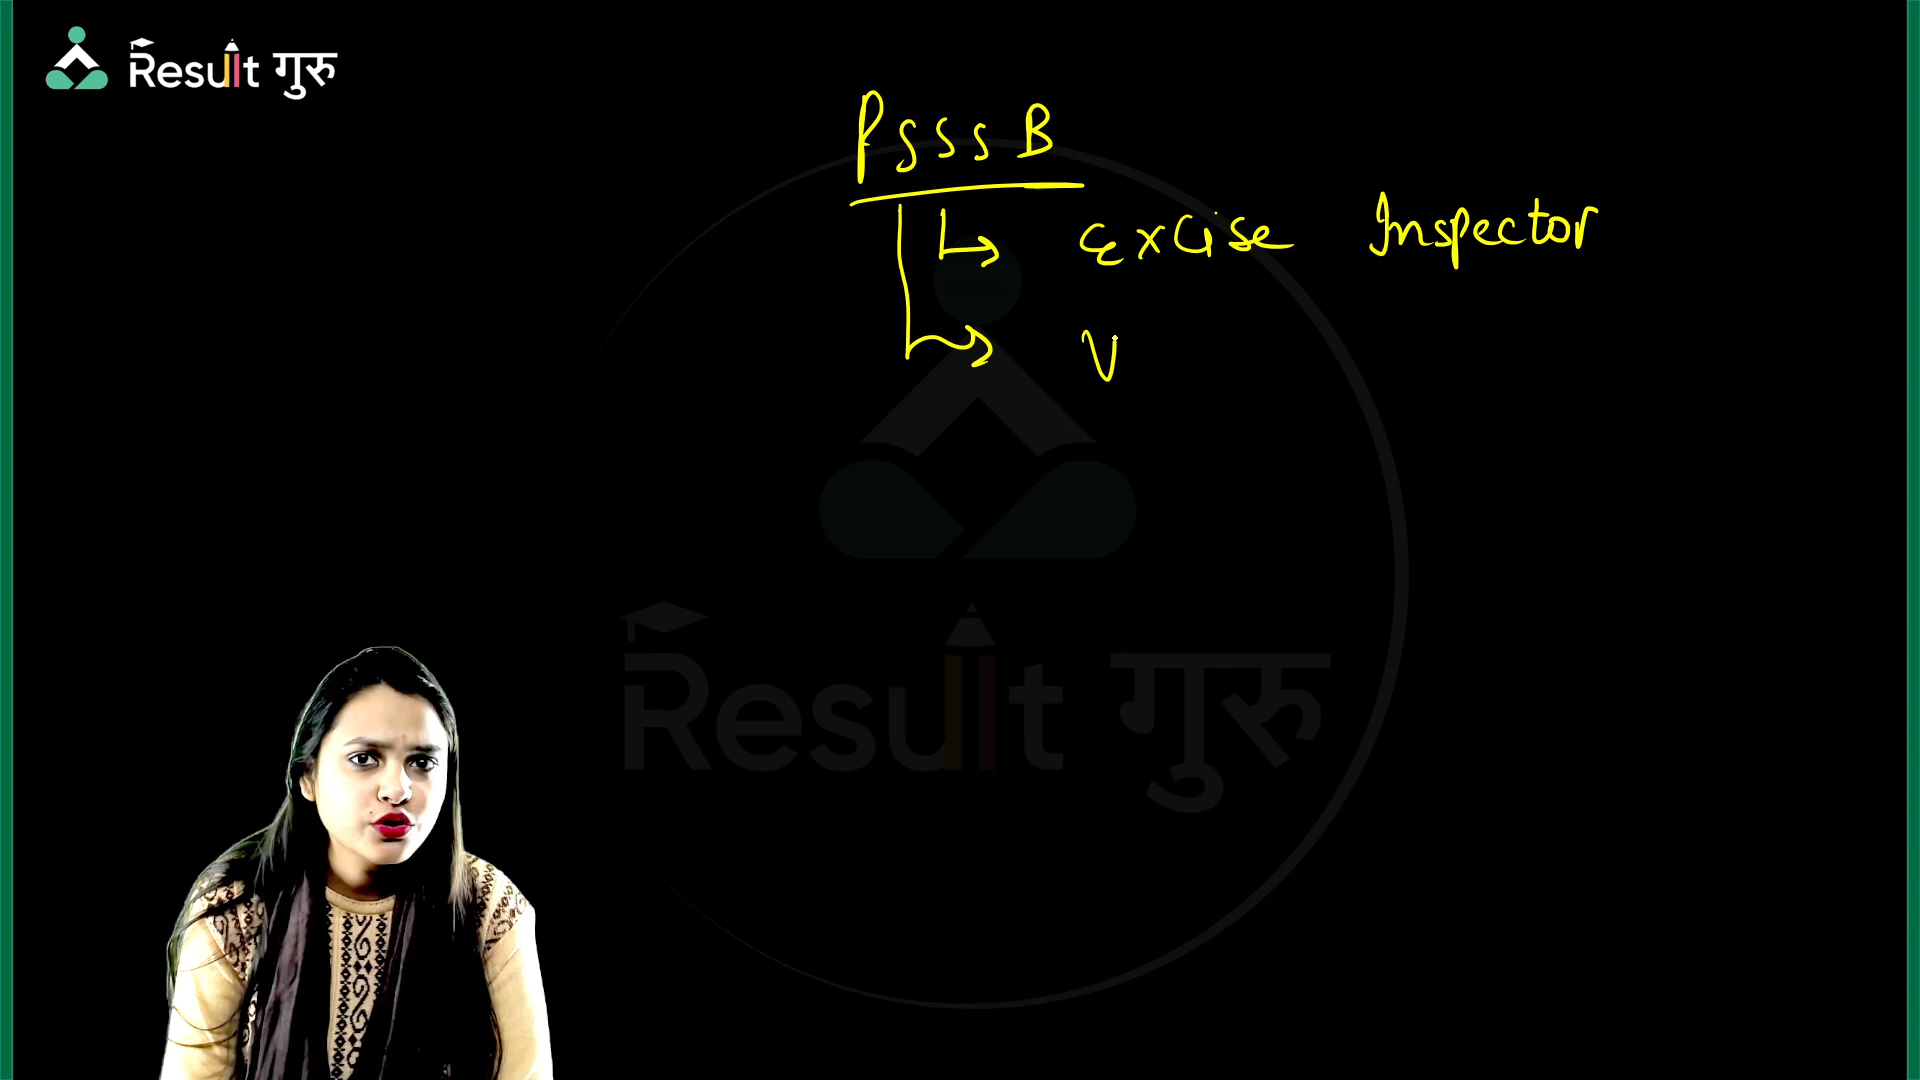 Result गुरु
PSSSB
Excise Inspector
V
Result गुरु